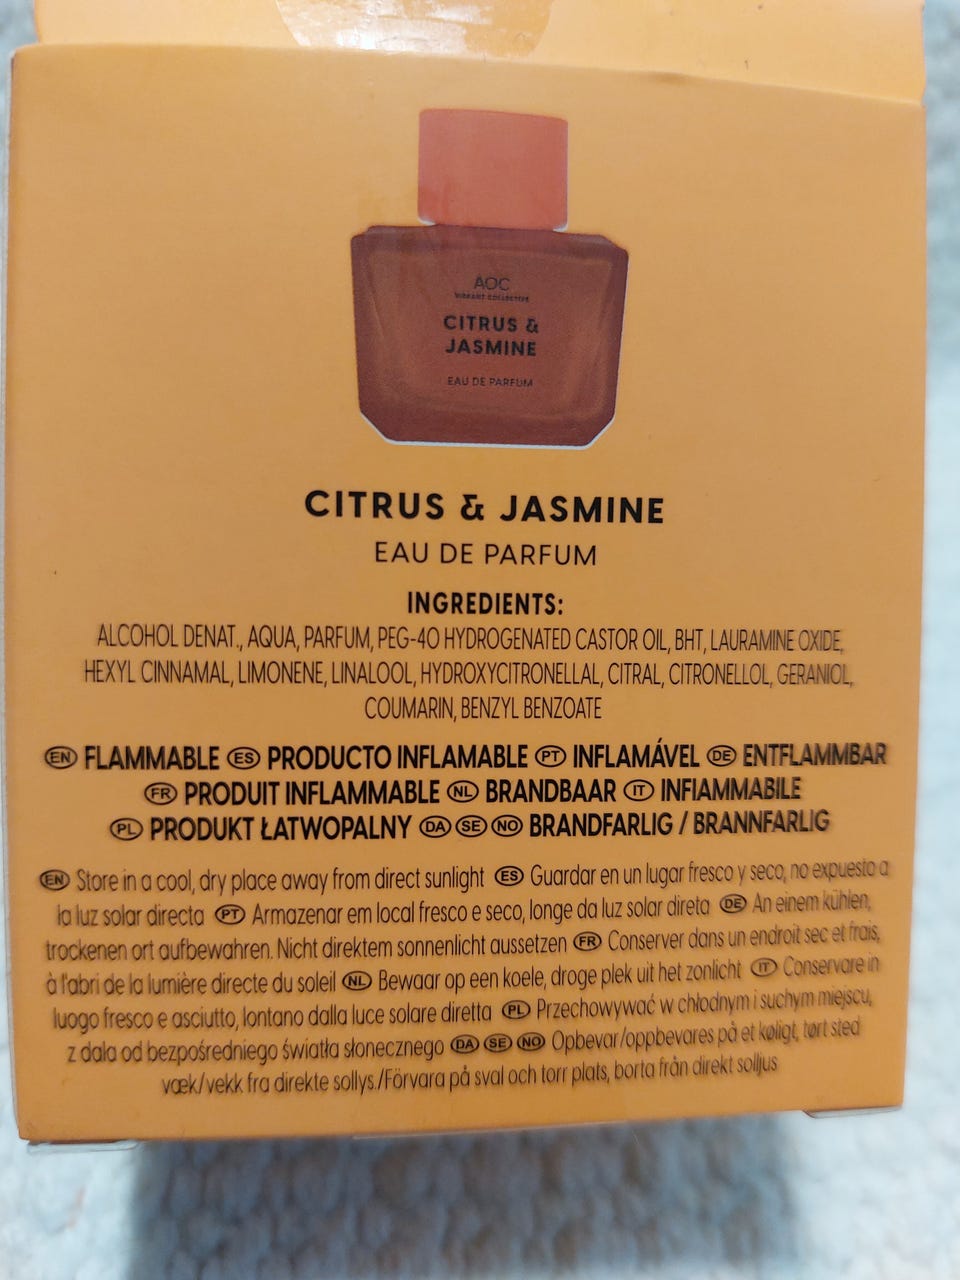 AOC
VIBRANT COLLECTIVE
CITRUS &
JASMINE
EAU DE PARFUM
CITRUS & JASMINE
EAU DE PARFUM
INGREDIENTS:
ALCOHOL DENAT., AQUA, PARFUM, PEG-40 HYDROGENATED CASTOR OIL, BHT, LAURAMINE OXIDE,
HEXYL CINNAMAL, LIMONENE, LINALOOL, HYDROXYCITRONELLAL, CITRAL, CITRONELLOL, GERANIOL,
COUMARIN, BENZYL BENZOATE
EN FLAMMABLE ES PRODUCTO INFLAMABLE PT INFLAMÁVEL DE ENTFLAMMBAR
FR PRODUIT INFLAMMABLE NL BRANDBAAR IT INFIAMMABILE
PL PRODUKT ŁATWOPALNY DA SE NO BRANDFARLIG / BRANNFARLIG
EN Store in a cool, dry place away from direct sunlight ES Guardar en un lugar fresco y seco, no expuesto a
la luz solar directa PT Armazenar em local fresco e seco, longe da luz solar direta DE An einem kühlen,
trockenen ort aufbewahren. Nicht direktem sonnenlicht aussetzen FR Conserver dans un endroit sec et frais,
à l'abri de la lumière directe du soleil NL Bewaar op een koele, droge plek uit het zonlicht IT Conservare in
luogo fresco e asciutto, lontano dalla luce solare diretta PL Przechowywać w chłodnym i suchym miejscu,
z dala od bezpośredniego światła słonecznego DA SE NO Opbevar/oppbevares på et køligt, tørt sted
væk/vekk fra direkte sollys./Förvara på sval och torr plats, borta från direkt solljus